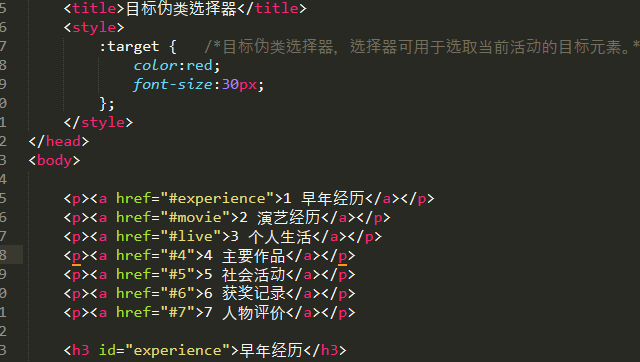 5 <title>目标伪类选择器</title>
6 <style>
7 :target { /*目标伪类选择器，选择器可用于选取当前活动的目标元素。*
8 color:red;
9 font-size:30px;
0 };
1 </style>
2 </head>
3 <body>
4
5 <p><a href="#experience">1 早年经历</a></p>
6 <p><a href="#movie">2 演艺经历</a></p>
7 <p><a href="#live">3 个人生活</a></p>
8 <p><a href="#4">4 主要作品</a></p>
9 <p><a href="#5">5 社会活动</a></p>
0 <p><a href="#6">6 获奖记录</a></p>
1 <p><a href="#7">7 人物评价</a></p>
2
3 <h3 id="experience">早年经历</h3>